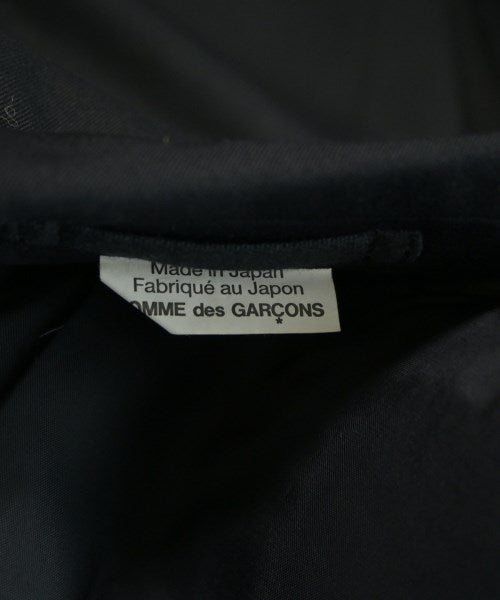 Made in Japan
Fabriqué au Japon
OMME des GARÇONS
*